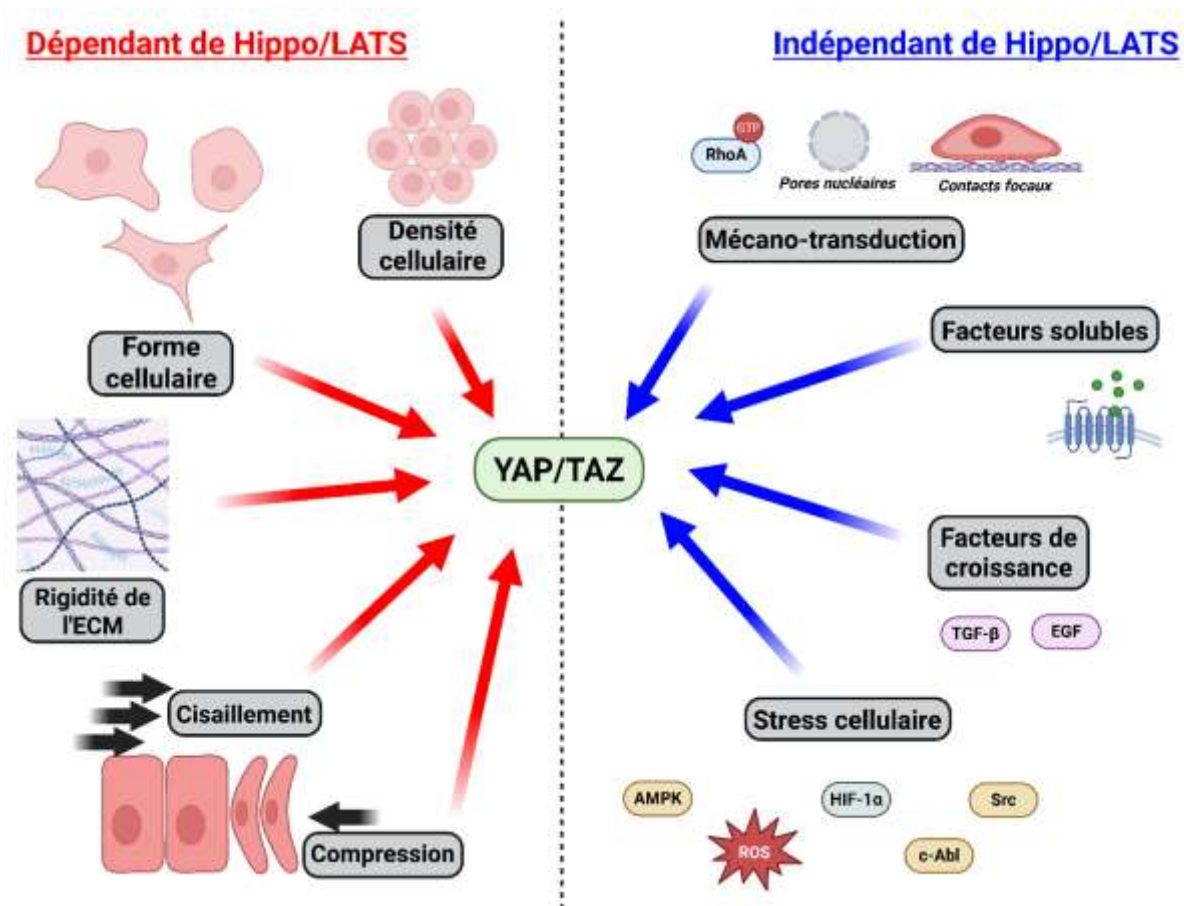 Dépendant de Hippo/LATS
Indépendant de Hippo/LATS
Densité
cellulaire
Forme
cellulaire
Rigidité de
l'ECM
Cisaillement
Compression
YAP/TAZ
GTP
RhoA
Pores nucléaires
Contacts focaux
Mécano-transduction
Facteurs solubles
Facteurs de
croissance
TGF-β
EGF
Stress cellulaire
AMPK
HIF-1α
Src
ROS
c-Abl